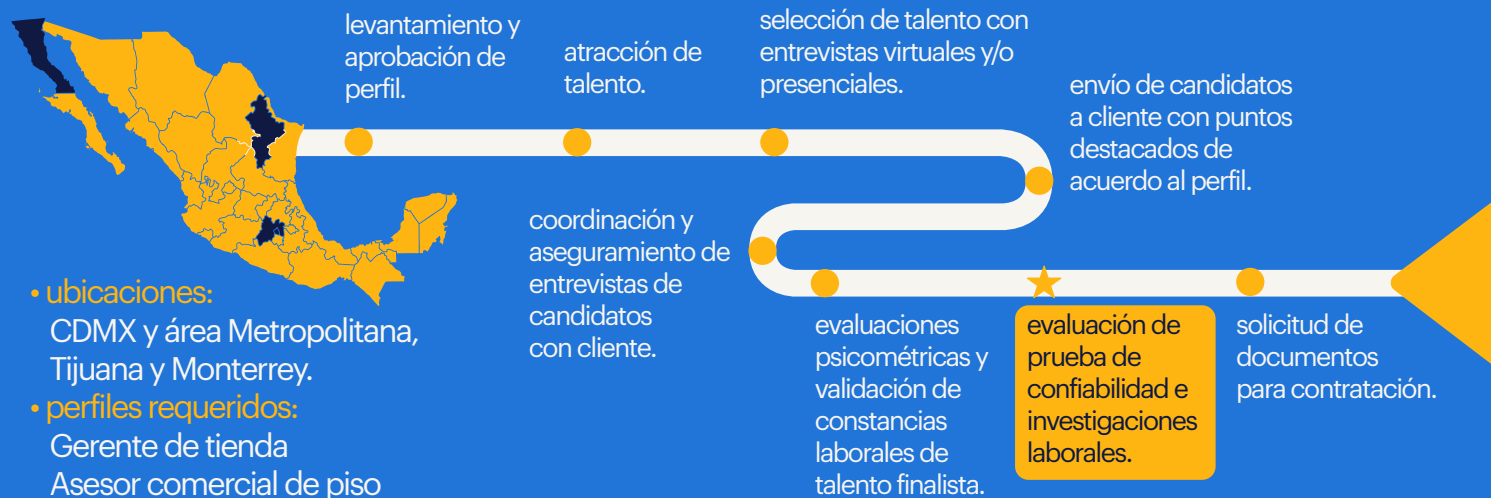 levantamiento y
aprobación de
perfil.
atracción de
talento.
selección de talento con
entrevistas virtuales y/o
presenciales.
envío de candidatos
a cliente con puntos
destacados de
acuerdo al perfil.
coordinación y
aseguramiento de
entrevistas de
candidatos
con cliente.
evaluaciones
psicométricas y
validación de
constancias
laborales de
talento finalista.
evaluación de
prueba de
confiabilidad e
investigaciones
laborales.
solicitud de
documentos
para contratación.
• ubicaciones:
CDMX y área Metropolitana,
Tijuana y Monterrey.
• perfiles requeridos:
Gerente de tienda
Asesor comercial de piso